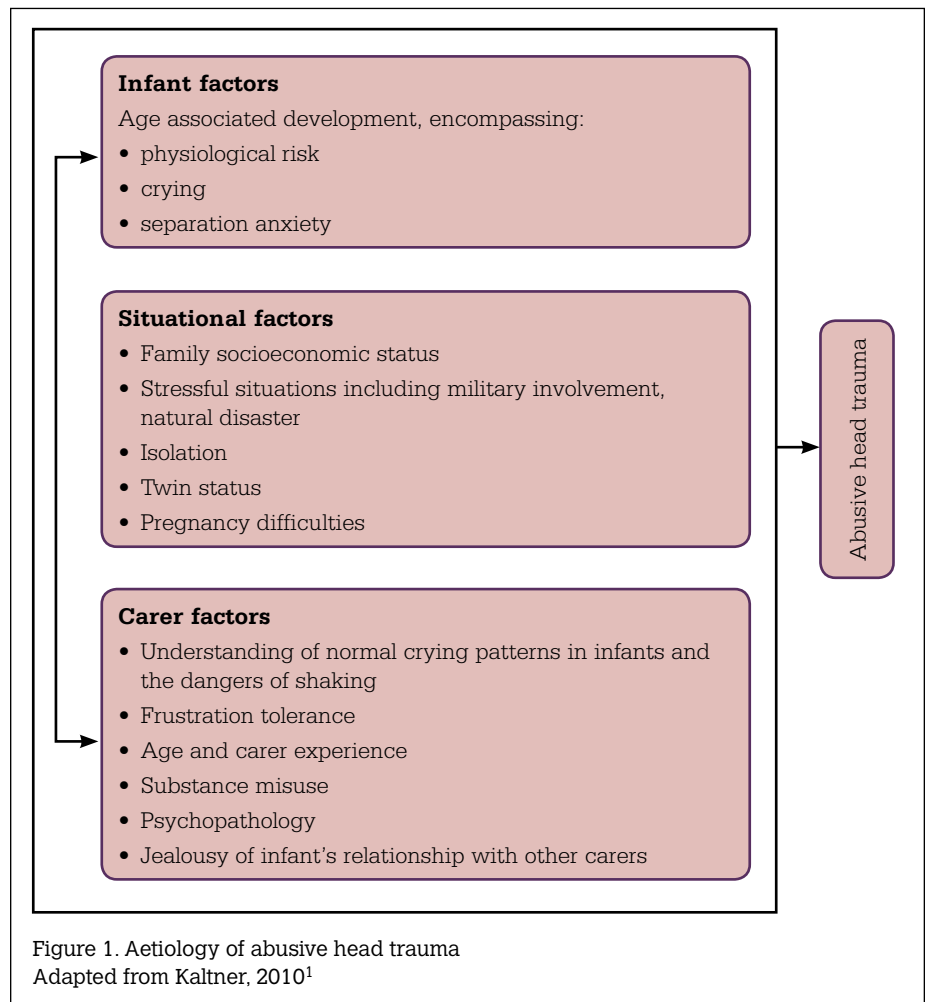 Infant factors
Age associated development, encompassing:
• physiological risk
• crying
• separation anxiety
Situational factors
• Family socioeconomic status
• Stressful situations including military involvement,
natural disaster
• Isolation
• Twin status
• Pregnancy difficulties
Carer factors
• Understanding of normal crying patterns in infants and
the dangers of shaking
• Frustration tolerance
• Age and carer experience
• Substance misuse
• Psychopathology
• Jealousy of infant's relationship with other carers
Abusive head trauma
Figure 1. Aetiology of abusive head trauma
Adapted from Kaltner, 2010¹